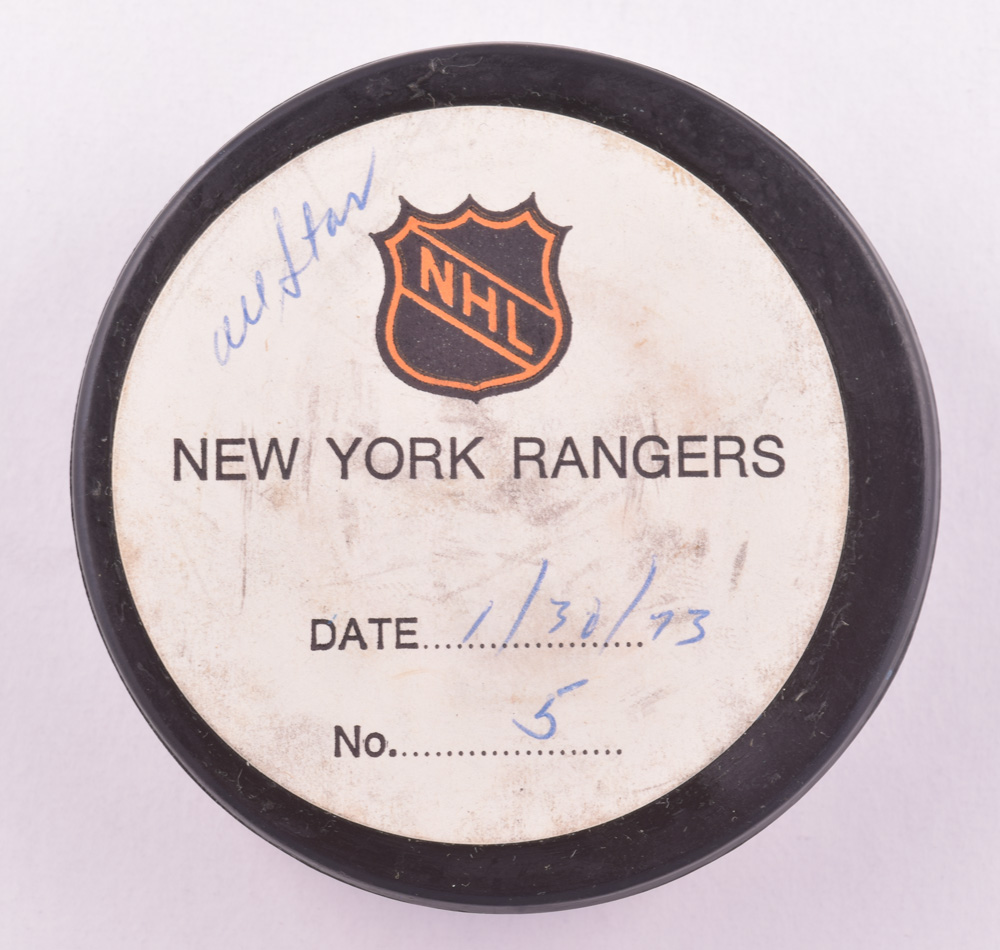 all Star
NHL
NEW YORK RANGERS
DATE....................... 1/30/73
No....................... 5